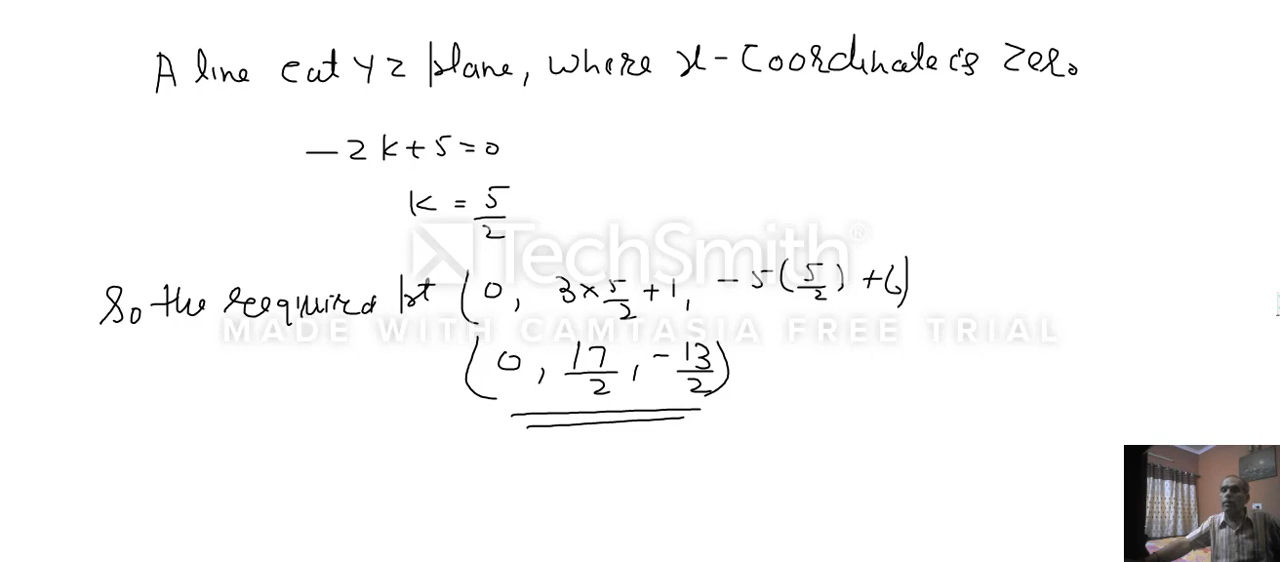 A line cut YZ plane, where x-coordinate is zero
-2k+5=0
k = 5/2
TechSmith®
So the required pt (0, 3×5/2+1, -5(5/2)+6)
MADE WITH CAMTASIA FREE TRIAL
(0, 17/2, -13/2)